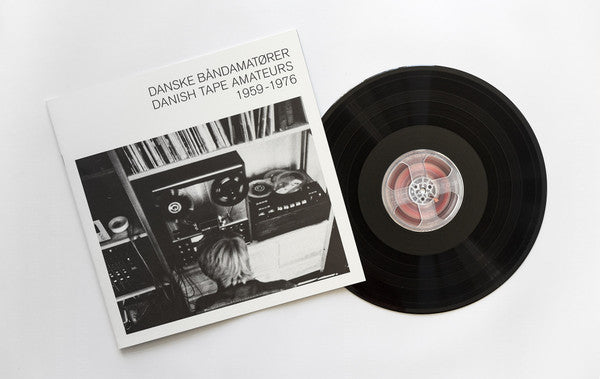 DANSKE BÅNDAMATØRER
DANISH TAPE AMATEURS
1959-1976